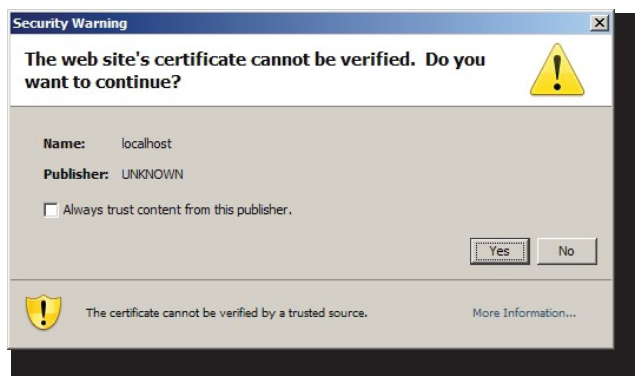 Security Warning
The web site's certificate cannot be verified. Do you
want to continue?
Name: localhost
Publisher: UNKNOWN
Always trust content from this publisher.
Yes No
The certificate cannot be verified by a trusted source. More Information...